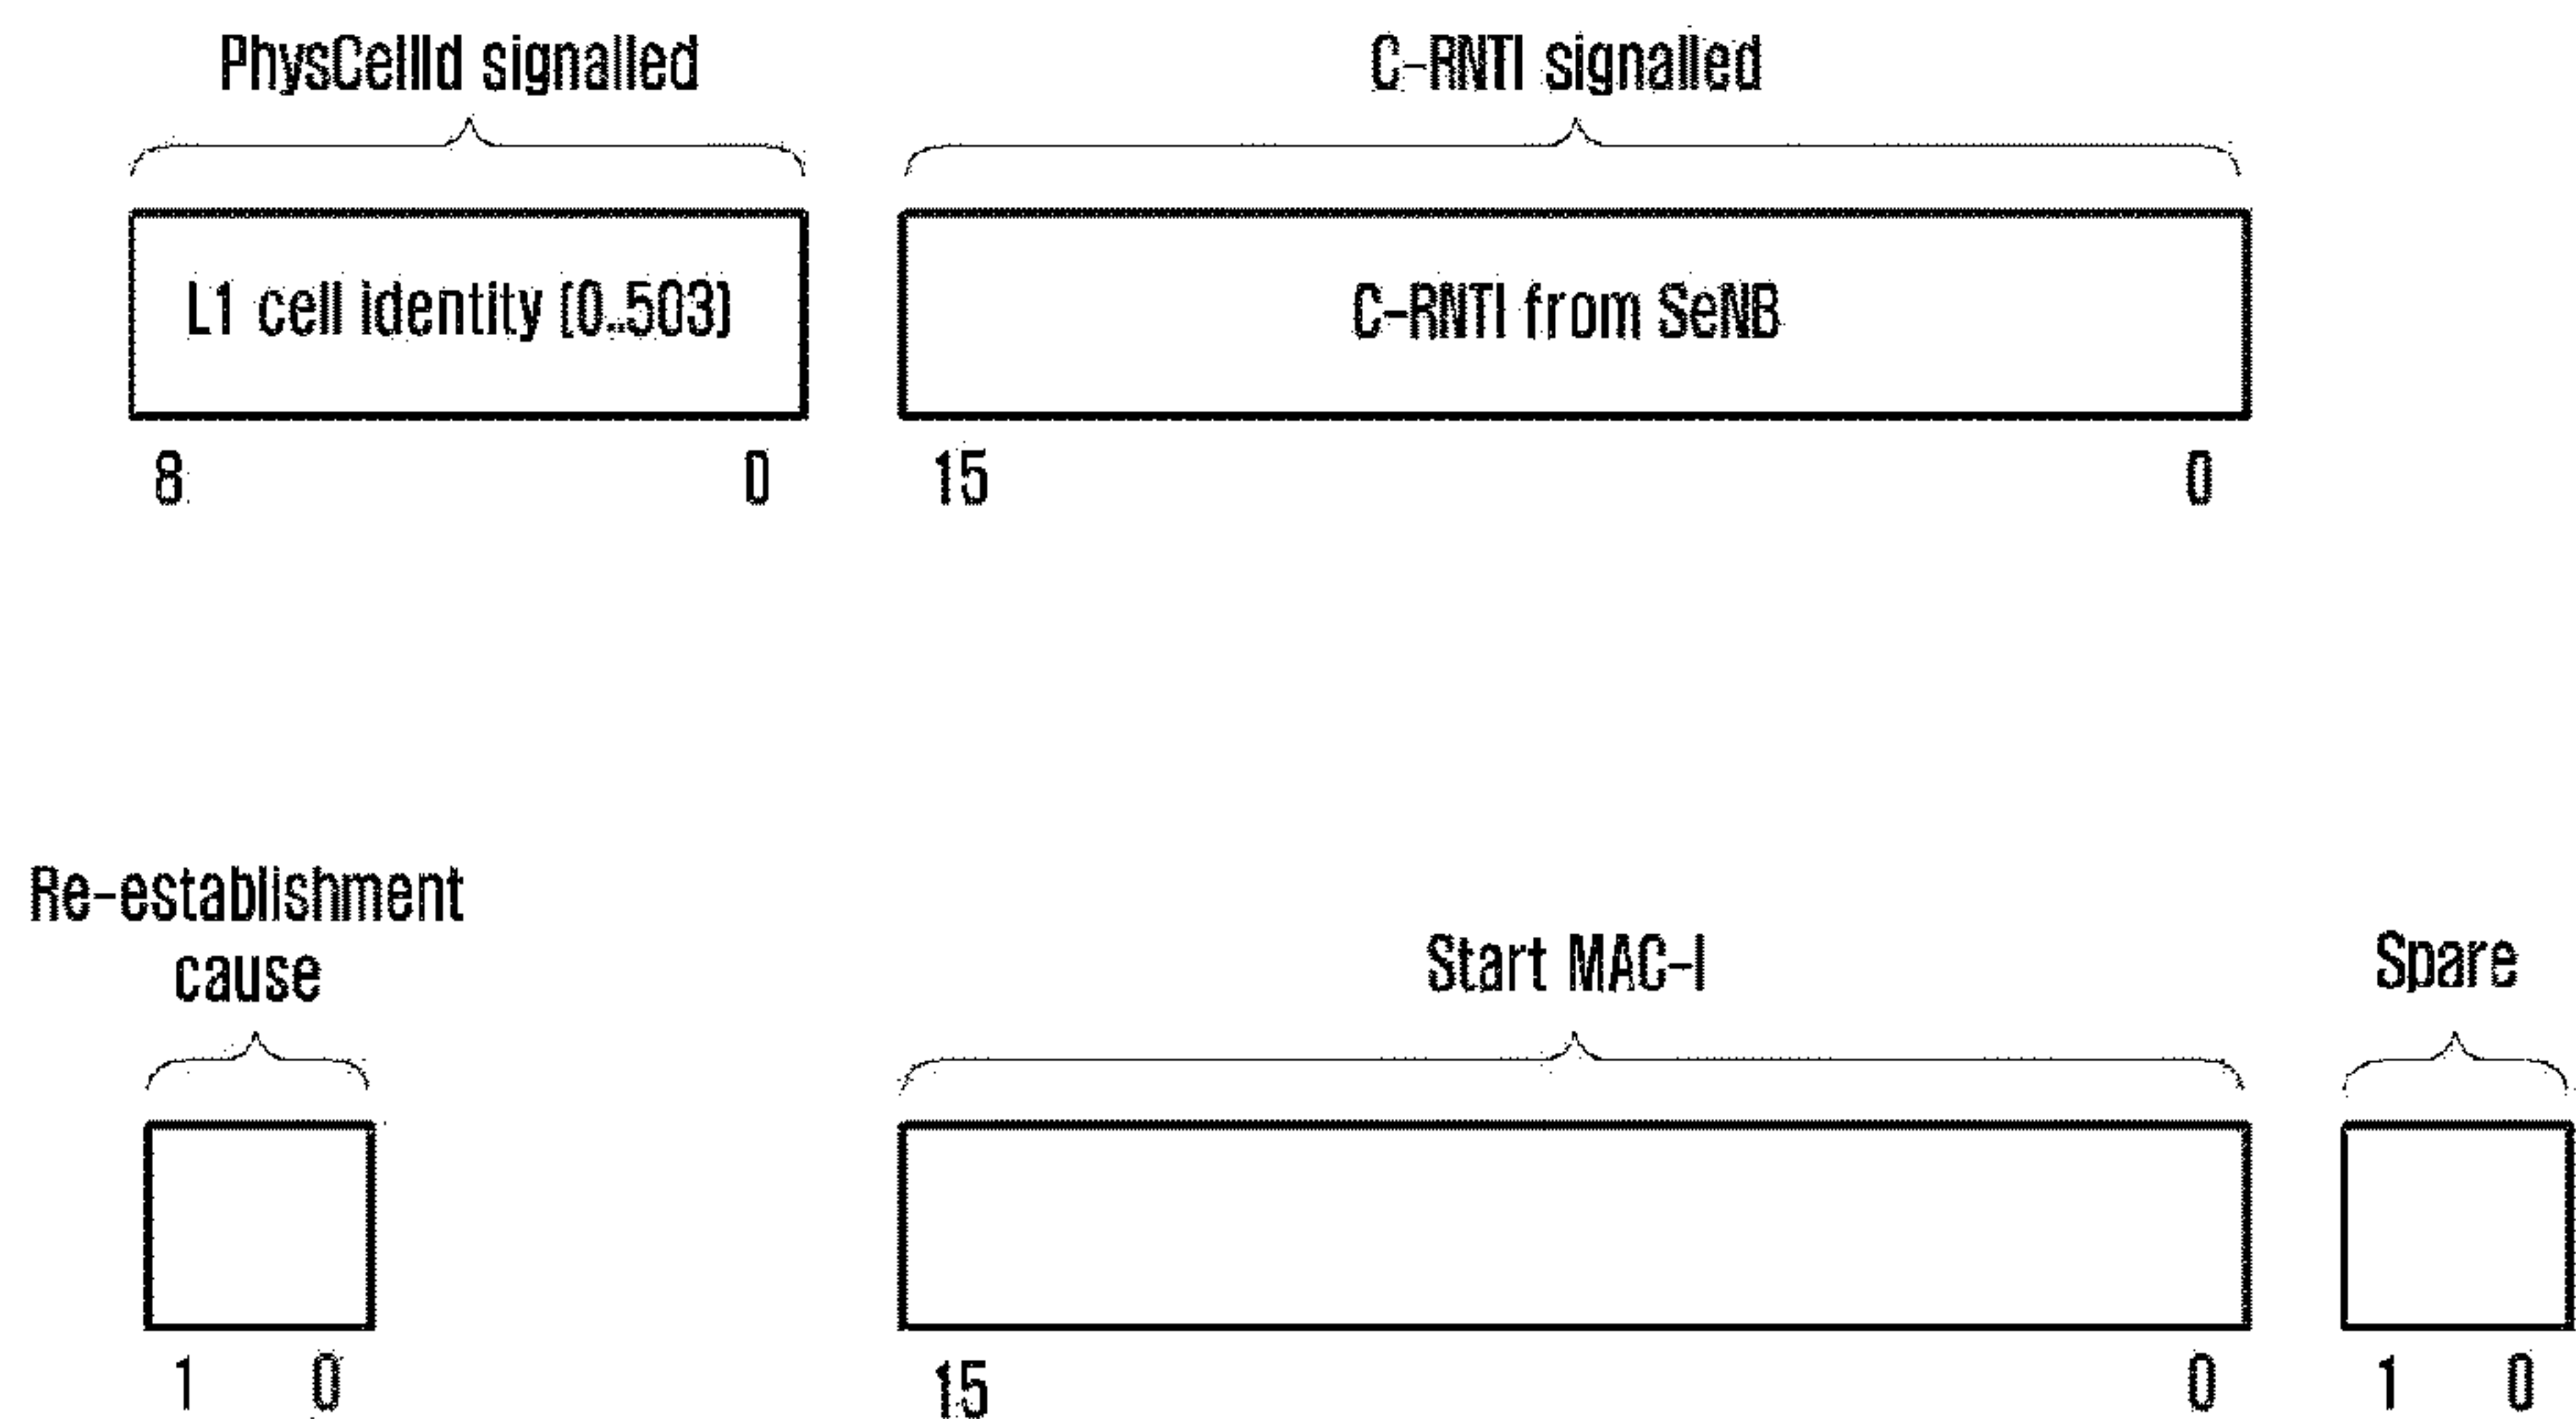 PhysCellId signalled
C-RNTI signalled
L1 cell identity (0..503)
C-RNTI from SeNB
8 0
15 0
Re-establishment
cause
Start MAC-I
Spare
1 0
15 0
1 0